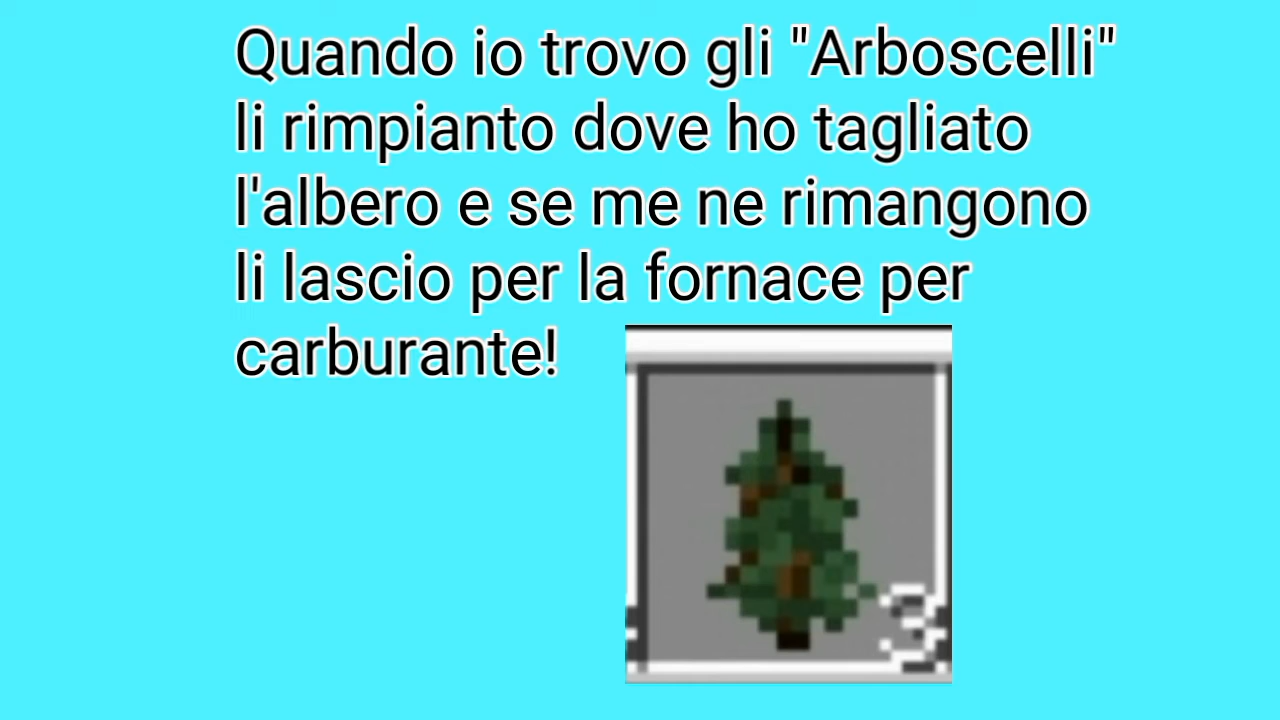 Quando io trovo gli "Arboscelli"
li rimpianto dove ho tagliato
l'albero e se me ne rimangono
li lascio per la fornace per
carburante!
3